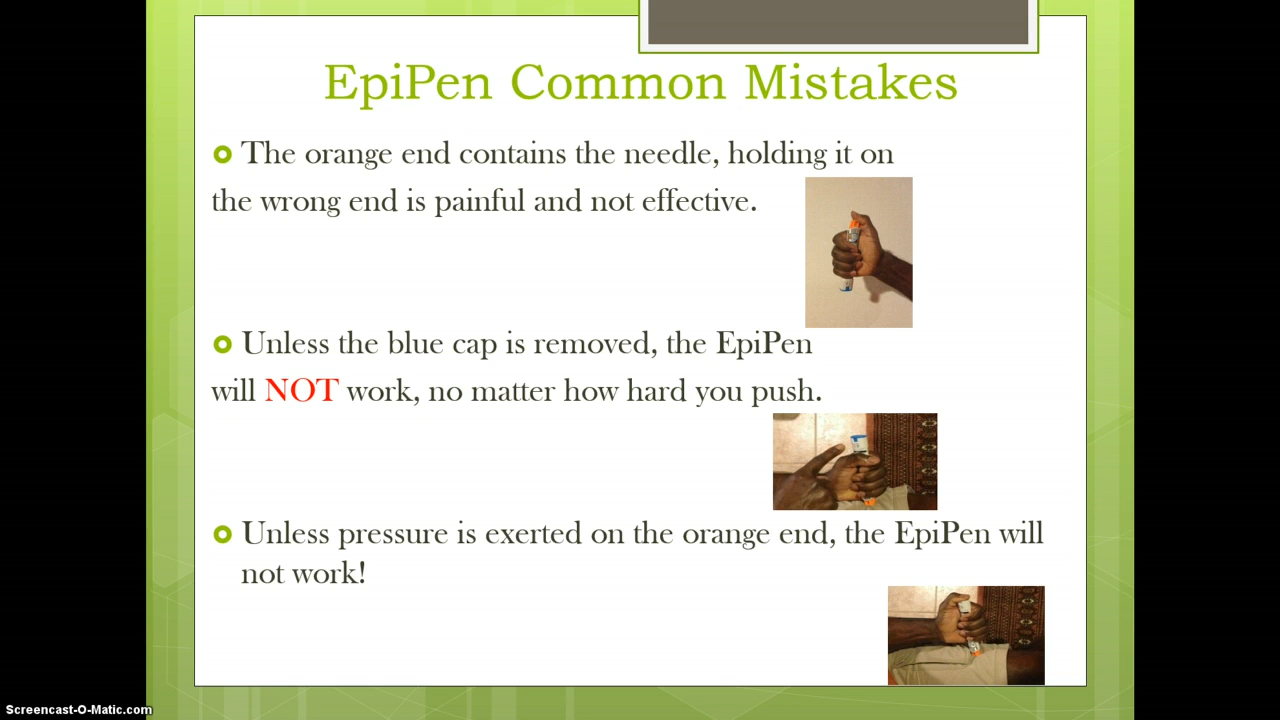 EpiPen Common Mistakes
The orange end contains the needle, holding it on
the wrong end is painful and not effective.
Unless the blue cap is removed, the EpiPen
will NOT work, no matter how hard you push.
Unless pressure is exerted on the orange end, the EpiPen will
not work!
Screencast-O-Matic.com